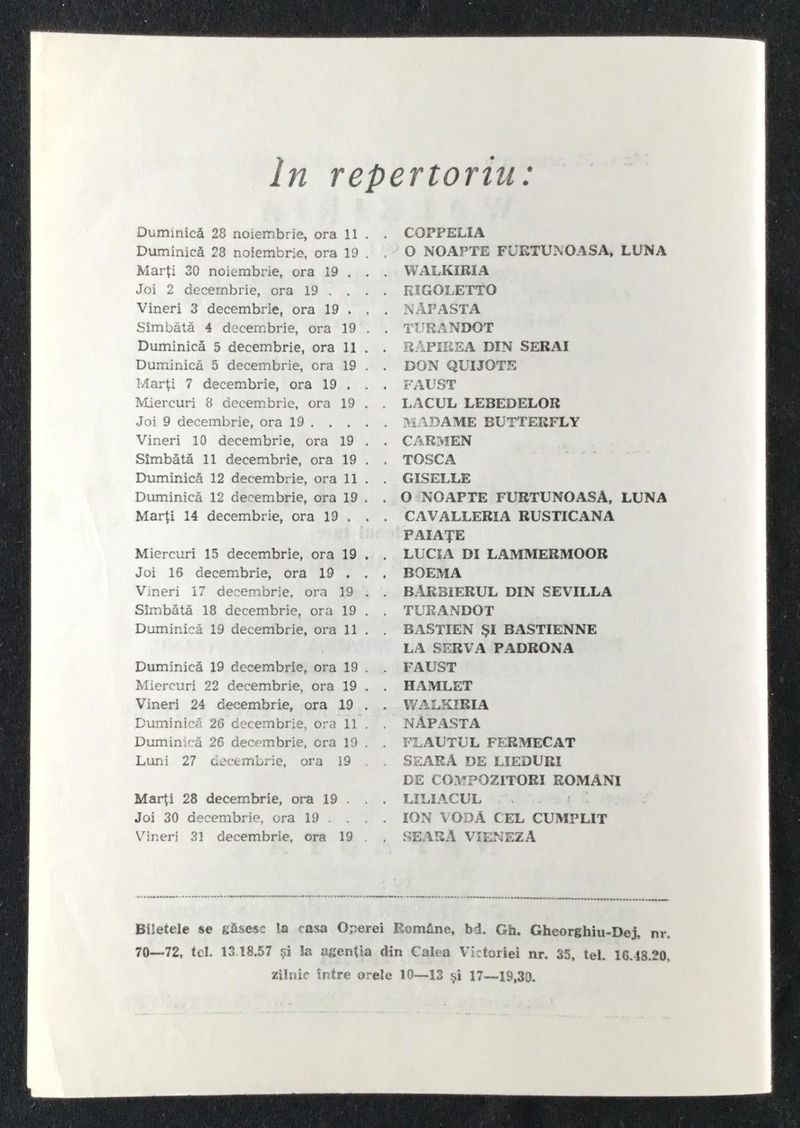 In repertoriu:
Duminică 28 noiembrie, ora 11 . . COPPELIA
Duminică 28 noiembrie, ora 19 . . O NOAPTE FURTUNOASA, LUNA
Marţi 30 noiembrie, ora 19 . . . WALKIRIA
Joi 2 decembrie, ora 19 . . . . RIGOLETTO
Vineri 3 decembrie, ora 19 . . . NĂPASTA
Sîmbătă 4 decembrie, ora 19 . . TURANDOT
Duminică 5 decembrie, ora 11 . . RĂPIREA DIN SERAI
Duminică 5 decembrie, ora 19 . . DON QUIJOTE
Marţi 7 decembrie, ora 19 . . . FAUST
Miercuri 8 decembrie, ora 19 . . LACUL LEBEDELOR
Joi 9 decembrie, ora 19 . . . . . MADAME BUTTERFLY
Vineri 10 decembrie, ora 19 . . CARMEN
Sîmbătă 11 decembrie, ora 19 . . TOSCA
Duminică 12 decembrie, ora 11 . . GISELLE
Duminică 12 decembrie, ora 19 . . O NOAPTE FURTUNOASĂ, LUNA
Marţi 14 decembrie, ora 19 . . . CAVALLERIA RUSTICANA
PAIAŢE
Miercuri 15 decembrie, ora 19 . . LUCIA DI LAMMERMOOR
Joi 16 decembrie, ora 19 . . . BOEMA
Vineri 17 decembrie, ora 19 . . BĂRBIERUL DIN SEVILLA
Sîmbătă 18 decembrie, ora 19 . . TURANDOT
Duminică 19 decembrie, ora 11 . . BASTIEN ŞI BASTIENNE
LA SERVA PADRONA
Duminică 19 decembrie, ora 19 . . FAUST
Miercuri 22 decembrie, ora 19 . . HAMLET
Vineri 24 decembrie, ora 19 . . WALKIRIA
Duminică 26 decembrie, ora 11 . . NĂPASTA
Duminică 26 decembrie, ora 19 . . FLAUTUL FERMECAT
Luni 27 decembrie, ora 19 . . SEARĂ DE LIEDURI
DE COMPOZITORI ROMÂNI
Marţi 28 decembrie, ora 19 . . . LILIACUL
Joi 30 decembrie, ora 19 . . . . ION VODĂ CEL CUMPLIT
Vineri 31 decembrie, ora 19 . . SEARĂ VIENEZĂ
Biletele se găsesc la casa Operei Române, bd. Gh. Gheorghiu-Dej, nr.
70—72, tel. 13.18.57 şi la agenţia din Calea Victoriei nr. 35, tel. 16.48.20,
zilnic între orele 10—13 şi 17—19,30.